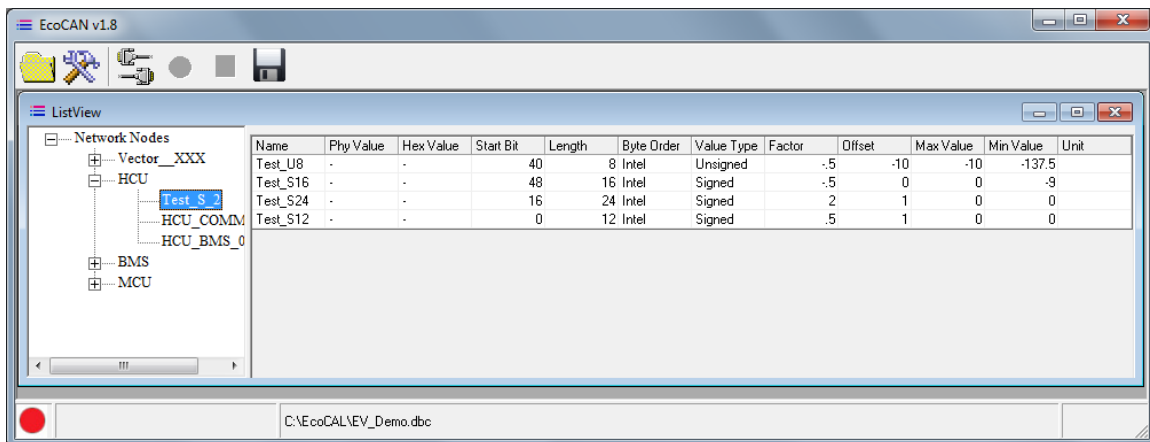 EcoCAN v1.8
ListView
Network Nodes
Vector__XXX
HCU
Test_S_2
HCU_COMM
HCU_BMS_0
BMS
MCU
Name Phy Value Hex Value Start Bit Length Byte Order Value Type Factor Offset Max Value Min Value Unit
Test_U8 - - 40 8 Intel Unsigned -.5 -10 -10 -137.5
Test_S16 - - 48 16 Intel Signed -.5 0 0 -9
Test_S24 - - 16 24 Intel Signed 2 1 0 0
Test_S12 - - 0 12 Intel Signed .5 1 0 0
C:\EcoCAL\EV_Demo.dbc